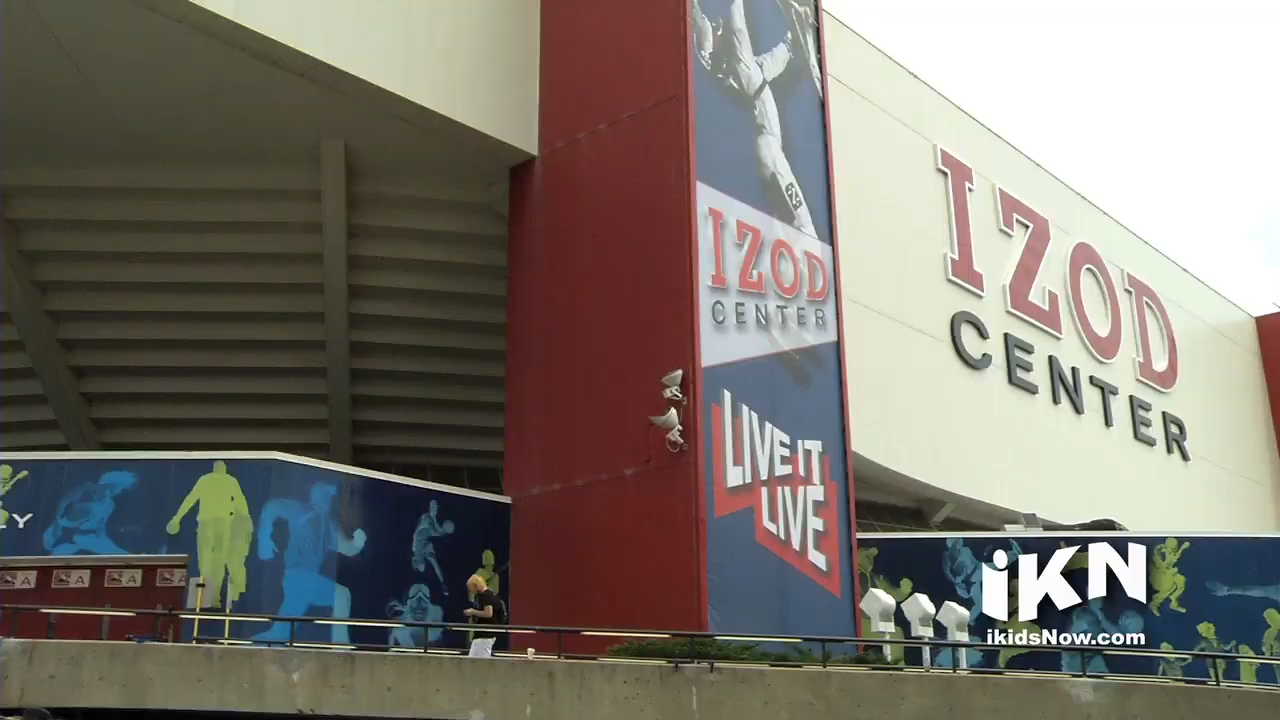 IZOD
CENTER
LIVE IT
LIVE
IZOD
CENTER
Y
A
A
A
A
iKN
ikidsNow.com